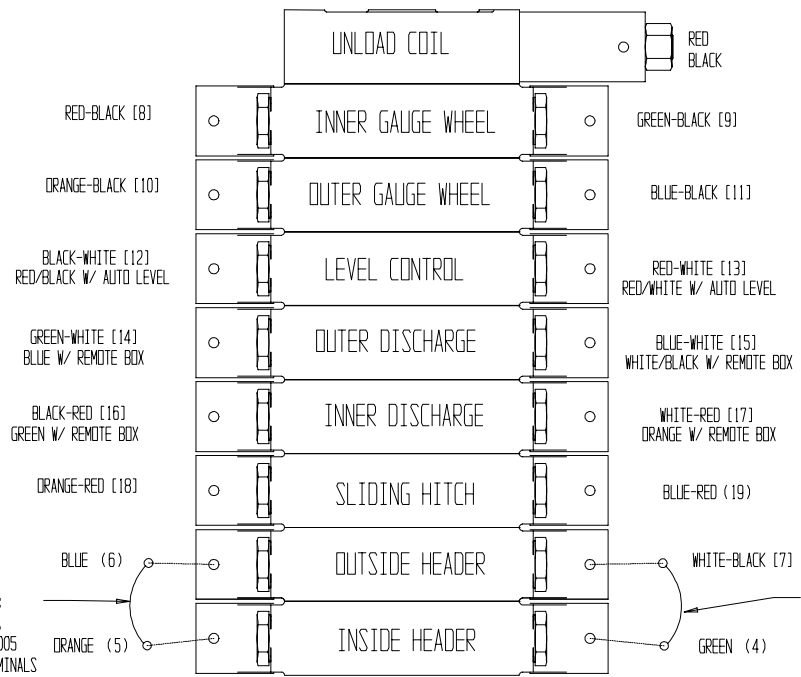 UNLOAD COIL
RED
BLACK
RED-BLACK [8]
INNER GAUGE WHEEL
GREEN-BLACK [9]
ORANGE-BLACK [10]
OUTER GAUGE WHEEL
BLUE-BLACK [11]
BLACK-WHITE [12]
RED/BLACK W/ AUTO LEVEL
LEVEL CONTROL
RED-WHITE [13]
RED/WHITE W/ AUTO LEVEL
GREEN-WHITE [14]
BLUE W/ REMOTE BOX
OUTER DISCHARGE
BLUE-WHITE [15]
WHITE/BLACK W/ REMOTE BOX
BLACK-RED [16]
GREEN W/ REMOTE BOX
INNER DISCHARGE
WHITE-RED [17]
ORANGE W/ REMOTE BOX
ORANGE-RED [18]
SLIDING HITCH
BLUE-RED (19)
BLUE (6)
OUTSIDE HEADER
WHITE-BLACK [7]
005
MINALS
ORANGE (5)
INSIDE HEADER
GREEN (4)